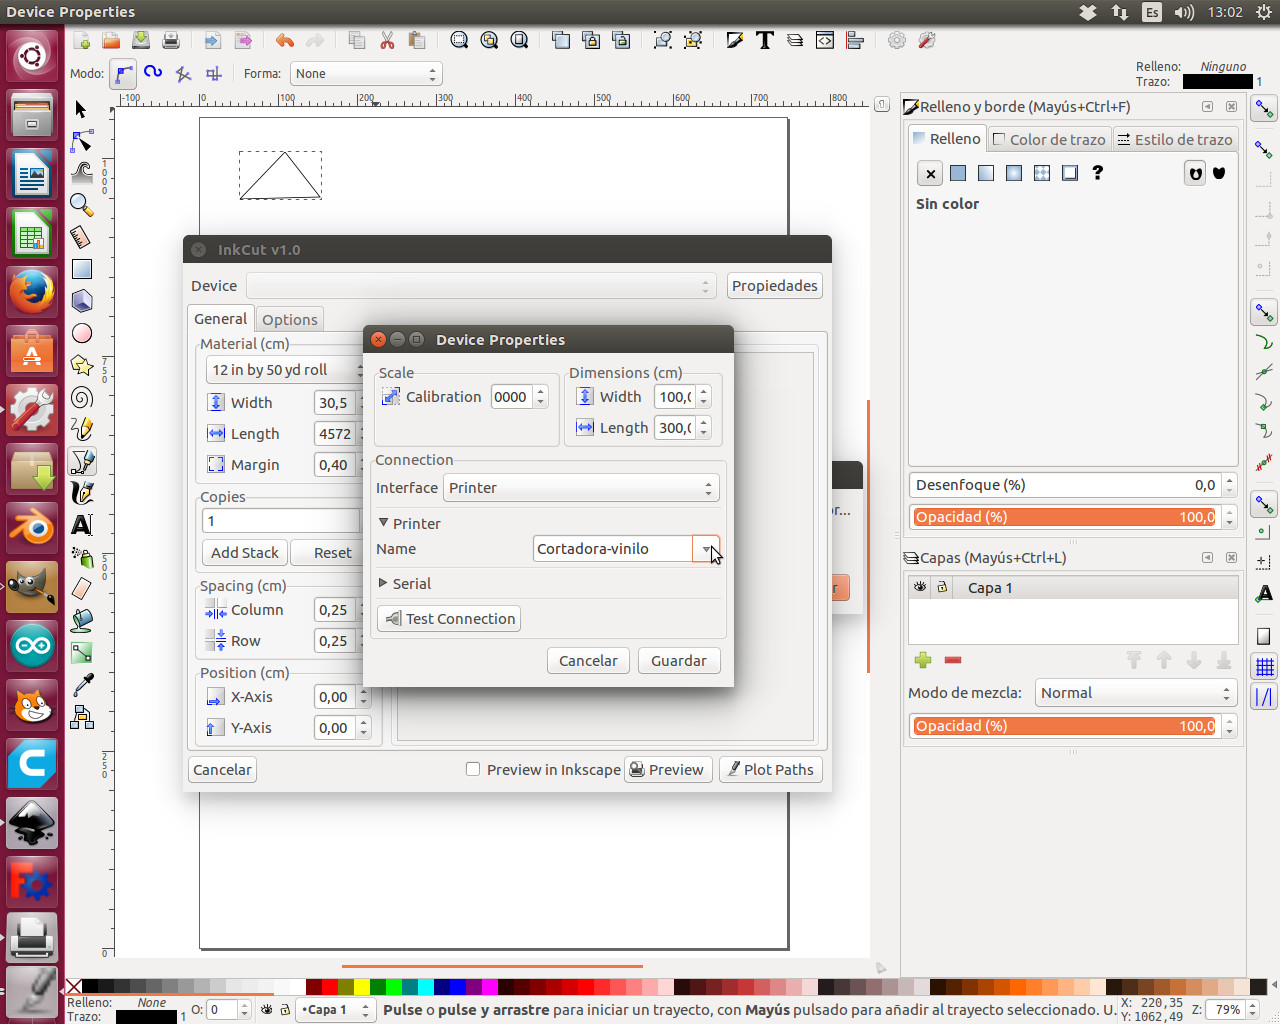 Device Properties
Es
13:02
Modo:
Forma:
None
Relleno:
Ninguno
Trazo:
1
-100
0
100
200
300
400
500
600
700
800
1000
750
500
250
0
Relleno y borde (Mayús+Ctrl+F)
Relleno
Color de trazo
Estilo de trazo
?
Sin color
Desenfoque (%)
0,0
Opacidad (%)
100,0
Capas (Mayús+Ctrl+L)
Capa 1
Modo de mezcla:
Normal
Opacidad (%)
100,0
InkCut v1.0
Device
Propiedades
General
Options
Material (cm)
12 in by 50 yd roll
Width
30,5
Length
4572
Margin
0,40
Copies
1
Add Stack
Reset
Spacing (cm)
Column
0,25
Row
0,25
Position (cm)
X-Axis
0,00
Y-Axis
0,00
Cancelar
Preview in Inkscape
Preview
Plot Paths
Device Properties
Scale
Calibration
0000
Dimensions (cm)
Width
100,(
Length
300,(
Connection
Interface
Printer
Printer
Name
Cortadora-vinilo
Serial
Test Connection
Cancelar
Guardar
or...
r
Relleno:
None
Trazo:
1
O:
0
•Capa 1
Pulse o pulse y arrastre para iniciar un trayecto, con Mayús pulsado para añadir al trayecto seleccionado. U.
X: 220,35
Y: 1062,49
Z:
79%